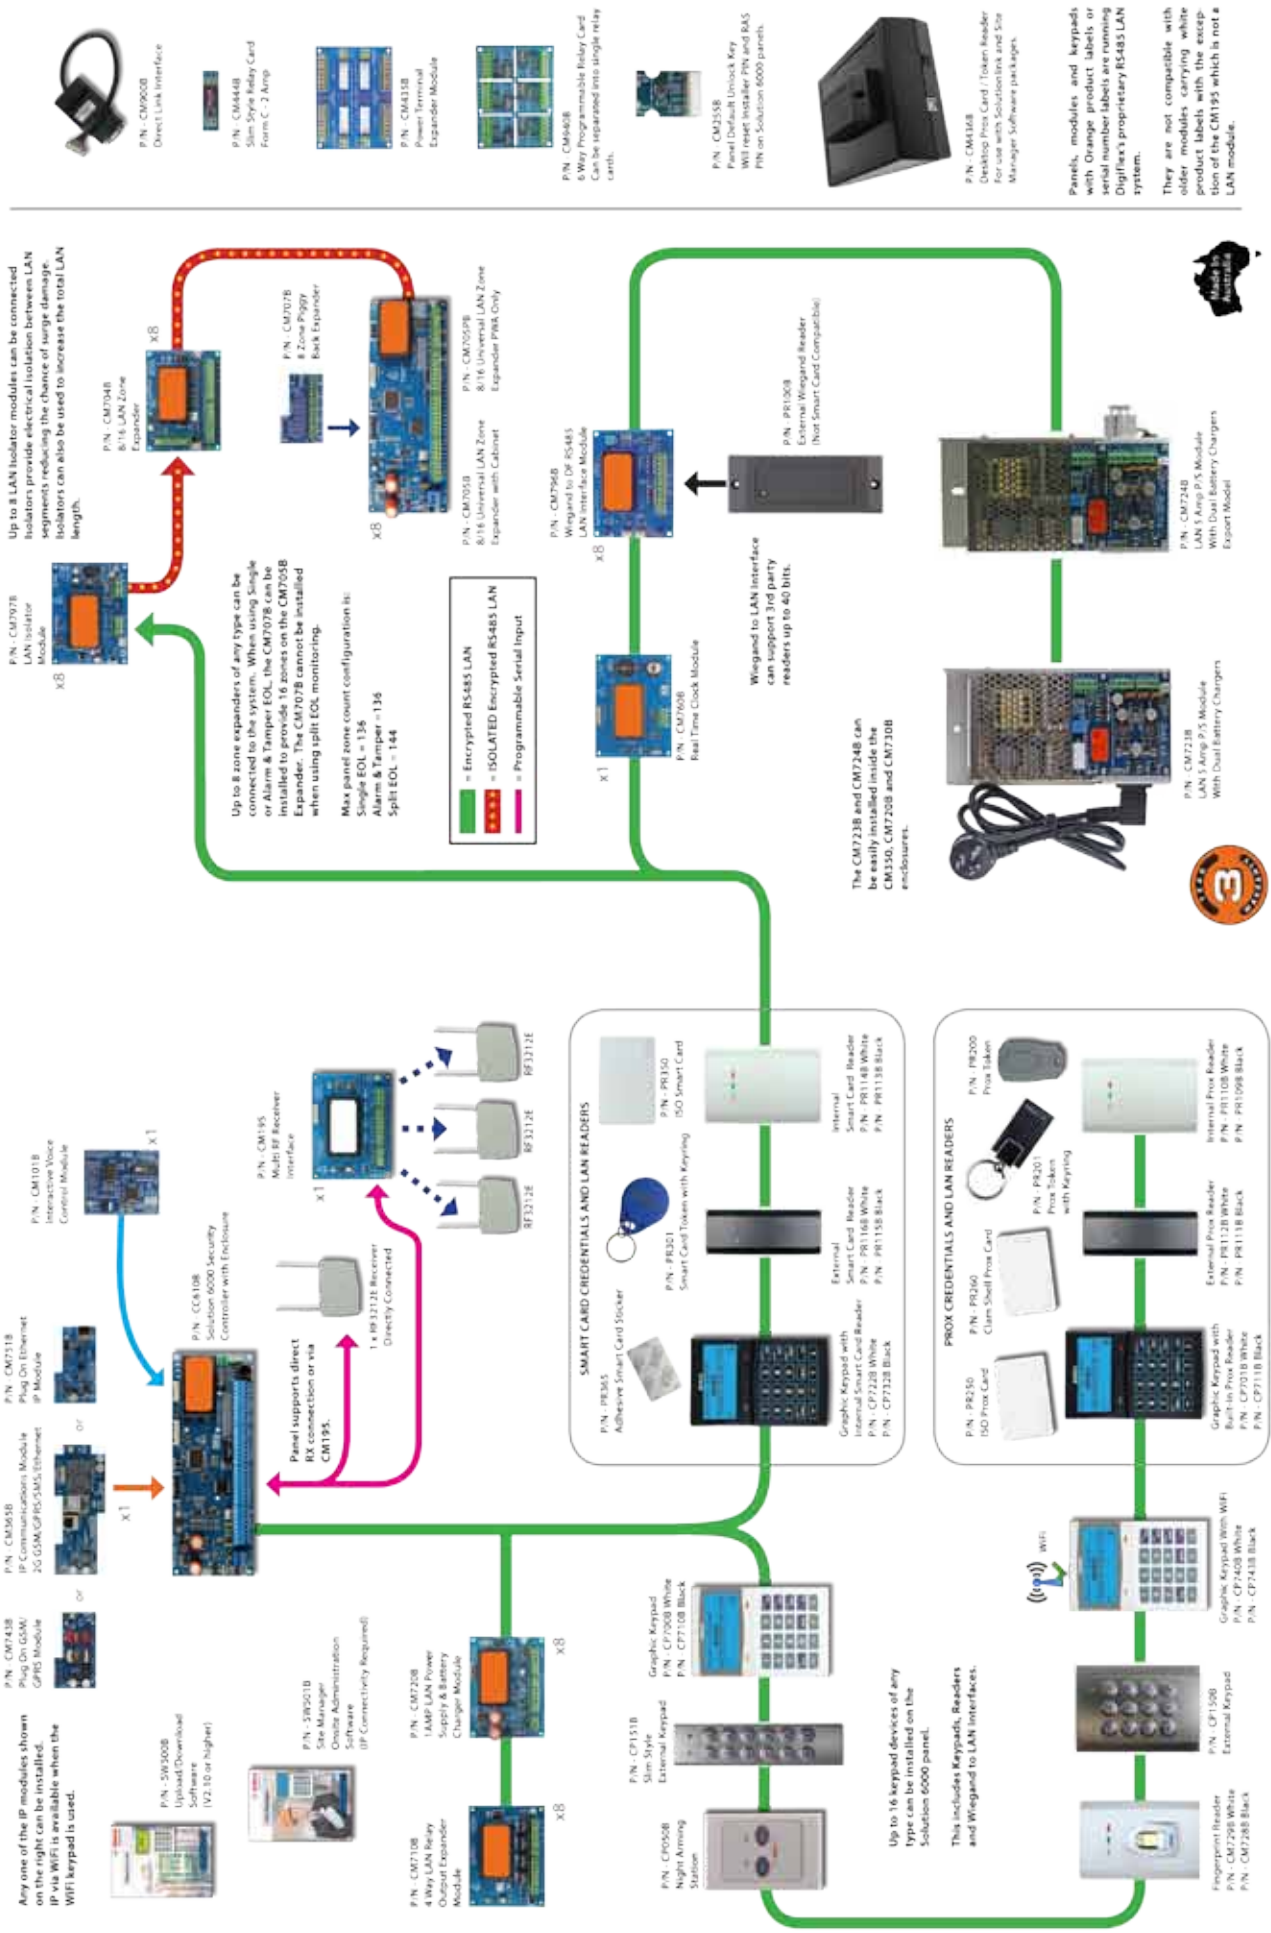 Any one of the IP modules shown
on the right can be installed.
IP via WiFi is available when the
WiFi keypad is used.
P/N - SW500B
Upload/Download
Software
(V2.10 or higher)
P/N - SW501B
Site Manager
Onsite Administration
Software
(IP Connectivity Required)
P/N - CM743B
Plug On GSM/
GPRS Module
or
P/N - CM365B
IP Communications Module
2G GSM/GPRS/SMS/Ethernet
x1
or
P/N - CM751B
Plug On Ethernet
IP Module
P/N - CM101B
Interactive Voice
Control Module
x1
P/N - CC610B
Solution 6000 Security
Controller with Enclosure
Panel supports direct
RX connection or via
CM195.
1 x RF3212E Receiver
Directly Connected
P/N - CM195
Multi RF Receiver
Interface
x1
RF3212E
RF3212E
RF3212E
P/N - CM710B
4 Way LAN Relay
Output Expander
Module
x8
P/N - CM720B
1AMP LAN Power
Supply & Battery
Charger Module
x8
P/N - CP050B
Night Arming
Station
P/N - CP151B
Slim Style
External Keypad
Graphic Keypad
P/N - CP700B White
P/N - CP710B Black
Up to 16 keypad devices of any
type can be installed on the
Solution 6000 panel.
This includes Keypads, Readers
and Wiegand to LAN Interfaces.
Fingerprint Reader
P/N - CM729B White
P/N - CM728B Black
P/N - CP150B
External Keypad
WiFi
Graphic Keypad With WiFi
P/N - CP740B White
P/N - CP743B Black
SMART CARD CREDENTIALS AND LAN READERS
P/N - PR365
Adhesive Smart Card Sticker
P/N - PR301
Smart Card Token with Keyring
P/N - PR350
ISO Smart Card
Graphic Keypad with
Internal Smart Card Reader
P/N - CP722B White
P/N - CP732B Black
External
Smart Card Reader
P/N - PR116B White
P/N - PR115B Black
Internal
Smart Card Reader
P/N - PR114B White
P/N - PR113B Black
PROX CREDENTIALS AND LAN READERS
P/N - PR250
ISO Prox Card
P/N - PR260
Clam Shell Prox Card
P/N - PR201
Prox Token
with Keyring
P/N - PR200
Prox Token
Graphic Keypad with
Built-in Prox Reader
P/N - CP701B White
P/N - CP711B Black
External Prox Reader
P/N - PR112B White
P/N - PR111B Black
Internal Prox Reader
P/N - PR110B White
P/N - PR109B Black
P/N - CM797B
LAN Isolator
Module
x8
Up to 8 LAN Isolator modules can be connected
Isolators provide electrical isolation between LAN
segments reducing the chance of surge damage.
Isolators can also be used to increase the total LAN
length.
P/N - CM704B
8/16 LAN Zone
Expander
x8
P/N - CM707B
8 Zone Piggy
Back Expander
x8
P/N - CM705B
8/16 Universal LAN Zone
Expander with Cabinet
P/N - CM705PB
8/16 Universal LAN Zone
Expander PWA Only
Up to 8 zone expanders of any type can be
connected to the system. When using Single
or Alarm & Tamper EOL, the CM707B can be
installed to provide 16 zones on the CM705B
Expander. The CM707B cannot be installed
when using split EOL monitoring.
Max panel zone count configuration is:
Single EOL = 136
Alarm & Tamper =136
Split EOL = 144
= Encrypted RS485 LAN
= ISOLATED Encrypted RS485 LAN
= Programmable Serial Input
x1
P/N - CM760B
Real Time Clock Module
P/N - CM796B
Wiegand to DF RS485
LAN Interface Module
x8
Wiegand to LAN Interface
can support 3rd party
readers up to 40 bits.
P/N - PR100B
External Wiegand Reader
(Not Smart Card Compatible)
The CM723B and CM724B can
be easily installed inside the
CM350, CM720B and CM730B
enclosures.
P/N - CM723B
LAN 5 Amp P/S Module
With Dual Battery Chargers
P/N - CM724B
LAN 5 Amp P/S Module
With Dual Battery Chargers
Export Model
3
YEAR
WARRANTY
Made In
Australia
P/N - CM900B
Direct Link Interface
P/N - CM444B
Slim Style Relay Card
Form C - 2 Amp
P/N - CM435B
Power Terminal
Expander Module
P/N - CM940B
6 Way Programmable Relay Card
Can be separated into single relay
cards.
P/N - CM255B
Panel Default Unlock Key
Will reset Installer PIN and RAS
PIN on Solution 6000 panels.
P/N - CM436B
Desktop Prox Card / Token Reader
For use with Solutionlink and Site
Manager Software packages.
Panels, modules and keypads
with Orange product labels or
serial number labels are running
Digiflex's proprietary RS485 LAN
system.
They are not compatible with
older modules carrying white
product labels with the excep-
tion of the CM195 which is not a
LAN module.